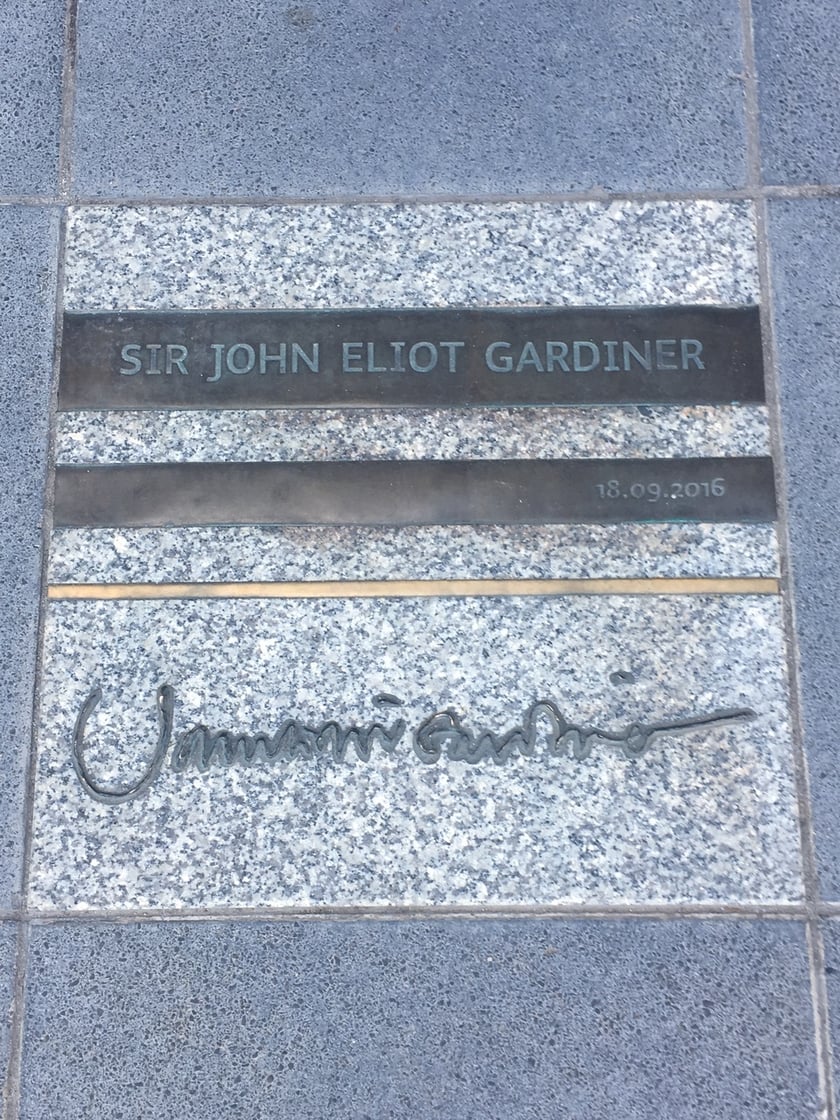 SIR JOHN ELIOT GARDINER
18.09.2016